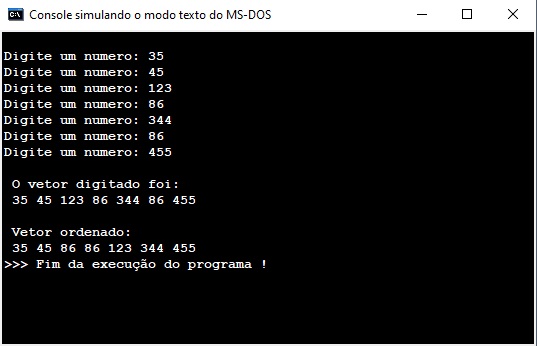 Console simulando o modo texto do MS-DOS
Digite um numero: 35
Digite um numero: 45
Digite um numero: 123
Digite um numero: 86
Digite um numero: 344
Digite um numero: 86
Digite um numero: 455
O vetor digitado foi:
35 45 123 86 344 86 455
Vetor ordenado:
35 45 86 86 123 344 455
>>> Fim da execução do programa !